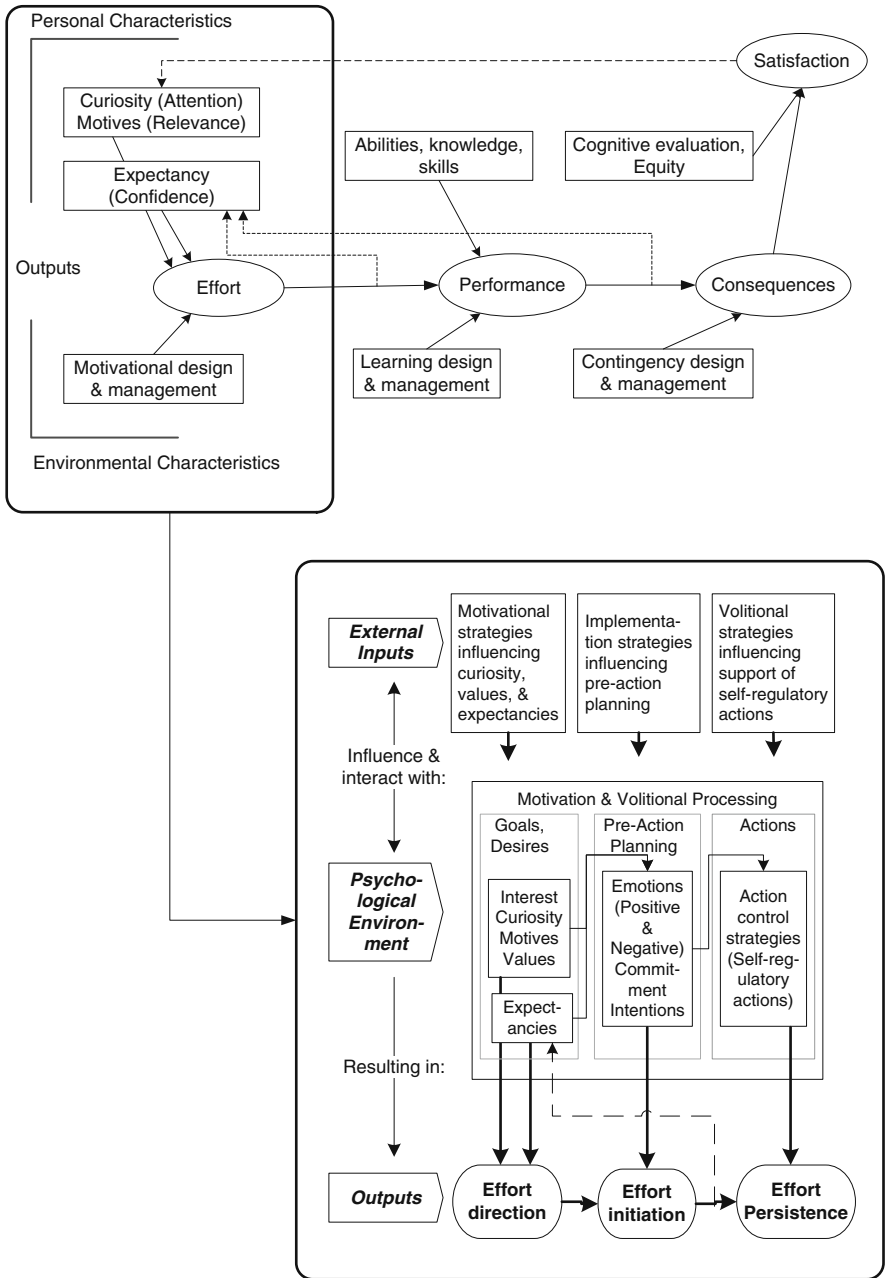 Personal Characteristics
Satisfaction
Curiosity (Attention)
Motives (Relevance)
Abilities, knowledge,
skills
Cognitive evaluation,
Equity
Expectancy
(Confidence)
Outputs
Effort
Performance
Consequences
Motivational design
& management
Learning design
& management
Contingency design
& management
Environmental Characteristics
External
Inputs
Motivational
strategies
influencing
curiosity,
values, &
expectancies
Implementa-
tion strategies
influencing
pre-action
planning
Volitional
strategies
influencing
support of
self-regulatory
actions
Influence &
interact with:
Motivation & Volitional Processing
Goals,
Desires
Pre-Action
Planning
Actions
Psycho-
logical
Environ-
ment
Interest
Curiosity
Motives
Values
Emotions
(Positive
&
Negative)
Commit-
ment
Intentions
Action
control
strategies
(Self-reg-
ulatory
actions)
Expect-
ancies
Resulting in:
Outputs
Effort
direction
Effort
initiation
Effort
Persistence